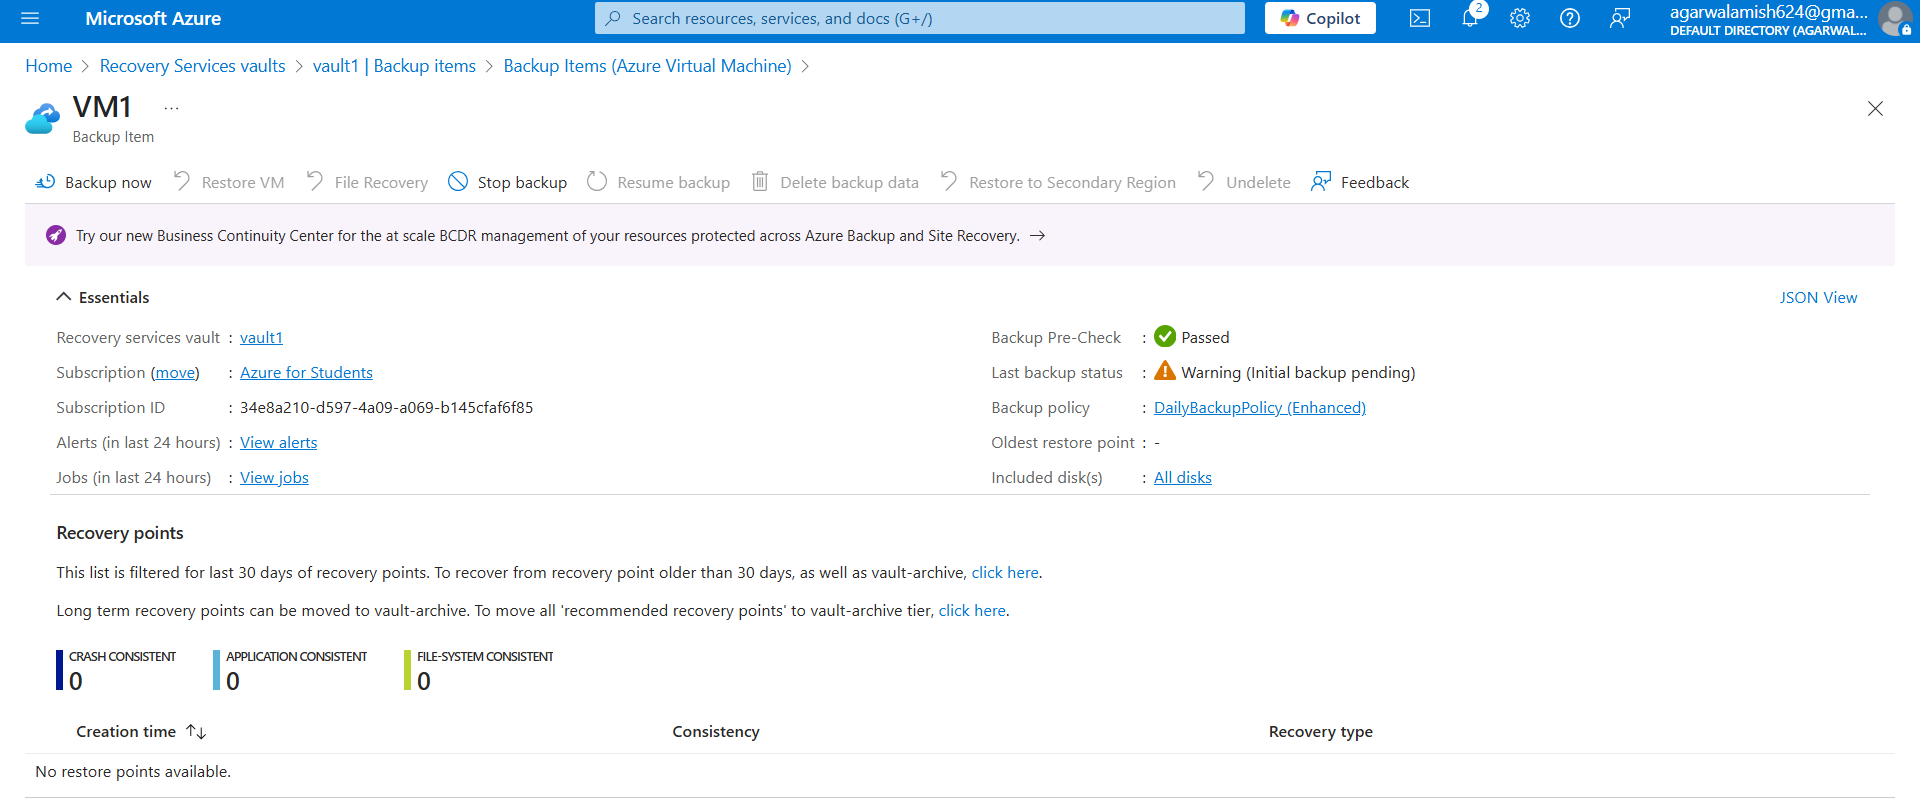 Microsoft Azure
Search resources, services, and docs (G+/)
Copilot
2
agarwalamish624@gma...
DEFAULT DIRECTORY (AGARWAL...
Home > Recovery Services vaults > vault1 | Backup items > Backup Items (Azure Virtual Machine) >
VM1 ...
Backup Item
Backup now Restore VM File Recovery Stop backup Resume backup Delete backup data Restore to Secondary Region Undelete Feedback
Try our new Business Continuity Center for the at scale BCDR management of your resources protected across Azure Backup and Site Recovery. →
Essentials
JSON View
Recovery services vault : vault1
Subscription (move) : Azure for Students
Subscription ID : 34e8a210-d597-4a09-a069-b145cfaf6f85
Alerts (in last 24 hours) : View alerts
Jobs (in last 24 hours) : View jobs
Backup Pre-Check : Passed
Last backup status : Warning (Initial backup pending)
Backup policy : DailyBackupPolicy (Enhanced)
Oldest restore point : -
Included disk(s) : All disks
Recovery points
This list is filtered for last 30 days of recovery points. To recover from recovery point older than 30 days, as well as vault-archive, click here.
Long term recovery points can be moved to vault-archive. To move all 'recommended recovery points' to vault-archive tier, click here.
CRASH CONSISTENT
0
APPLICATION CONSISTENT
0
FILE-SYSTEM CONSISTENT
0
Creation time ↑↓ Consistency Recovery type
No restore points available.